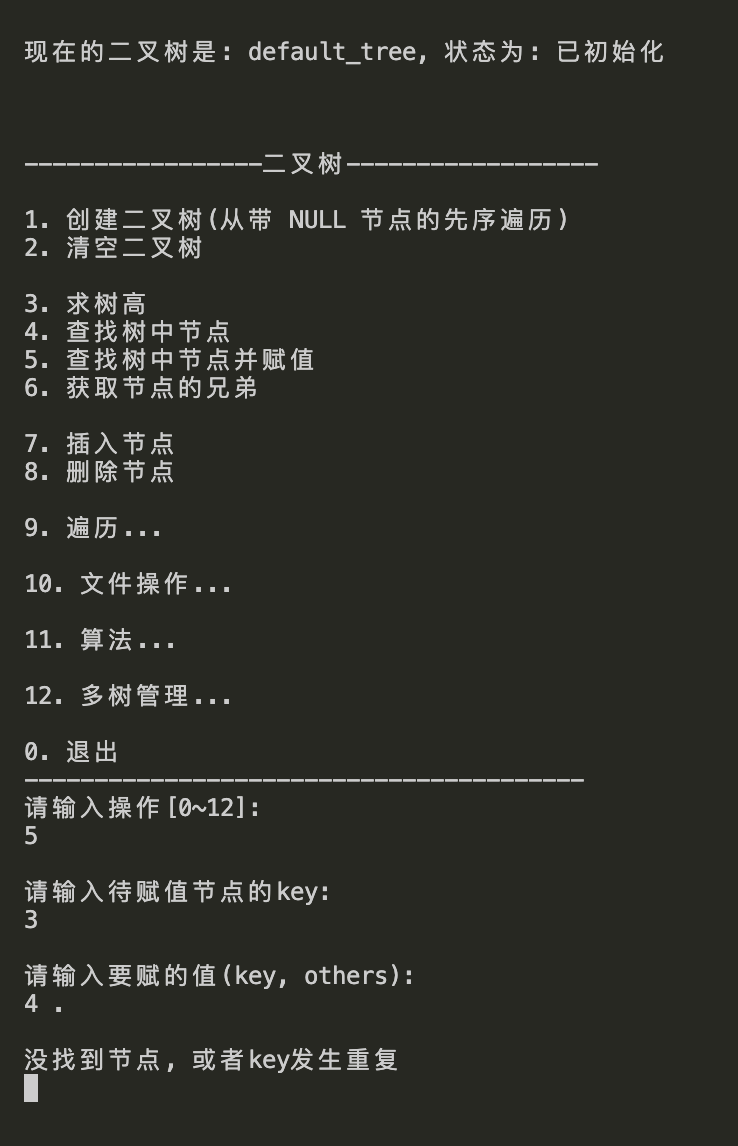 现在的二叉树是: default_tree, 状态为: 已初始化
-----------------二叉树------------------
1. 创建二叉树(从带 NULL 节点的先序遍历)
2. 清空二叉树
3. 求树高
4. 查找树中节点
5. 查找树中节点并赋值
6. 获取节点的兄弟
7. 插入节点
8. 删除节点
9. 遍历...
10. 文件操作...
11. 算法...
12. 多树管理...
0. 退出
----------------------------------------
请输入操作[0~12]:
5
请输入待赋值节点的key:
3
请输入要赋的值(key, others):
4 .
没找到节点, 或者key发生重复